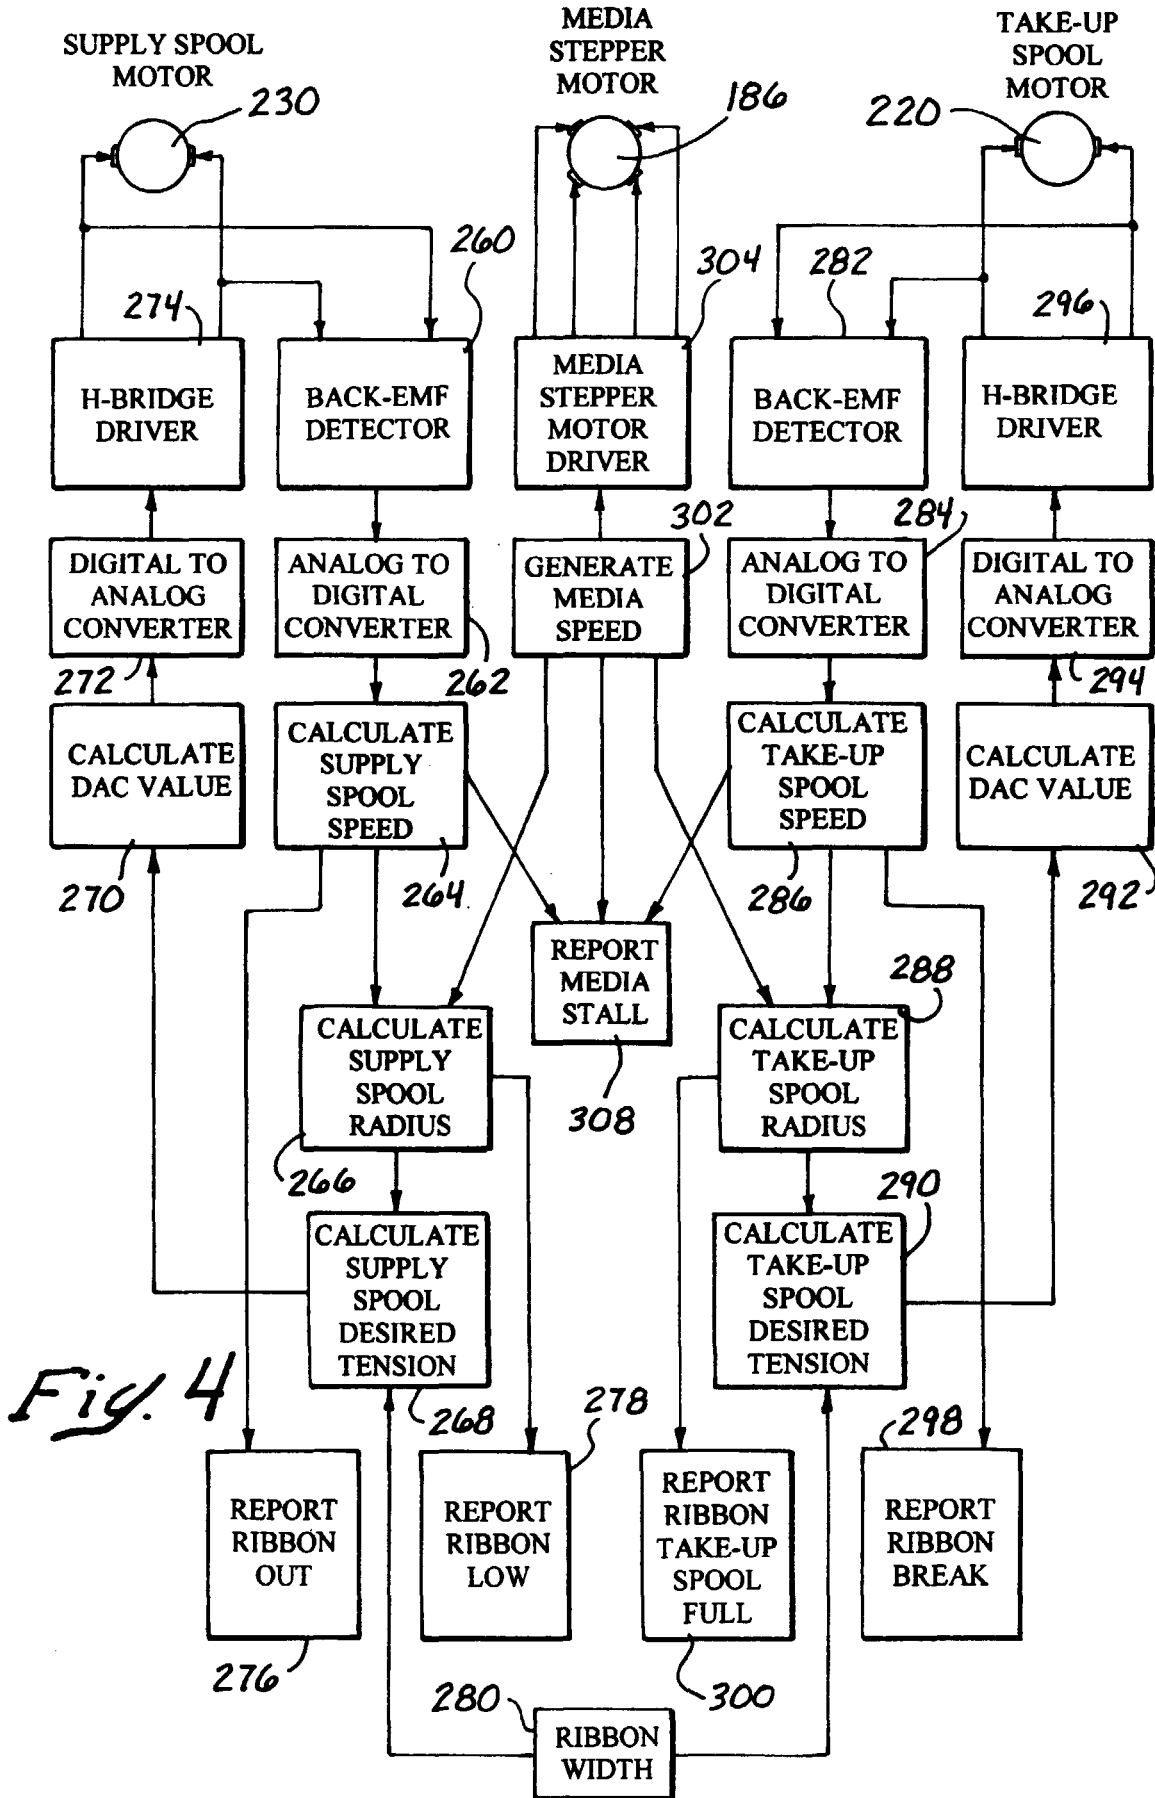 SUPPLY SPOOL
MOTOR
230
MEDIA
STEPPER
MOTOR
186
TAKE-UP
SPOOL
MOTOR
220
274
260
304
282
296
H-BRIDGE
DRIVER
BACK-EMF
DETECTOR
MEDIA
STEPPER
MOTOR
DRIVER
BACK-EMF
DETECTOR
H-BRIDGE
DRIVER
302
284
DIGITAL TO
ANALOG
CONVERTER
272
ANALOG TO
DIGITAL
CONVERTER
262
GENERATE
MEDIA
SPEED
ANALOG TO
DIGITAL
CONVERTER
DIGITAL TO
ANALOG
CONVERTER
294
CALCULATE
DAC VALUE
270
CALCULATE
SUPPLY
SPOOL
SPEED
264
CALCULATE
TAKE-UP
SPOOL
SPEED
286
CALCULATE
DAC VALUE
292
REPORT
MEDIA
STALL
308
CALCULATE
SUPPLY
SPOOL
RADIUS
266
288
CALCULATE
TAKE-UP
SPOOL
RADIUS
290
CALCULATE
SUPPLY
SPOOL
DESIRED
TENSION
268
CALCULATE
TAKE-UP
SPOOL
DESIRED
TENSION
Fig. 4
278
298
REPORT
RIBBON
OUT
276
REPORT
RIBBON
LOW
REPORT
RIBBON
TAKE-UP
SPOOL
FULL
300
REPORT
RIBBON
BREAK
280
RIBBON
WIDTH